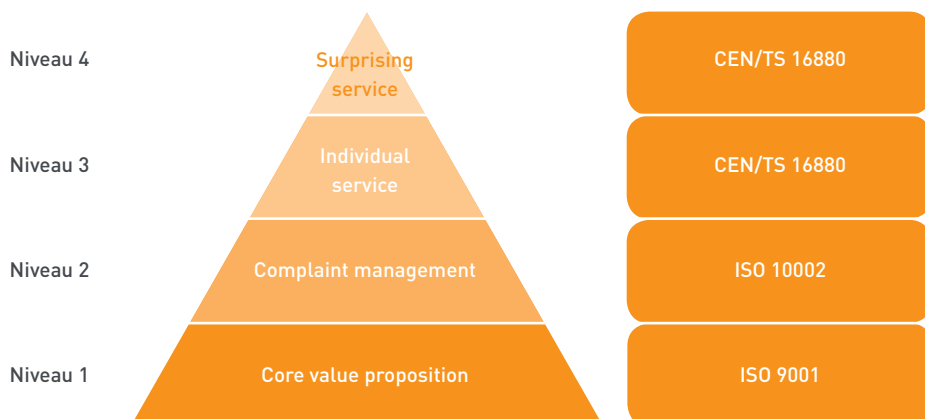 Niveau 4
Surprising
service
CEN/TS 16880
Niveau 3
Individual
service
CEN/TS 16880
Niveau 2
Complaint management
ISO 10002
Niveau 1
Core value proposition
ISO 9001